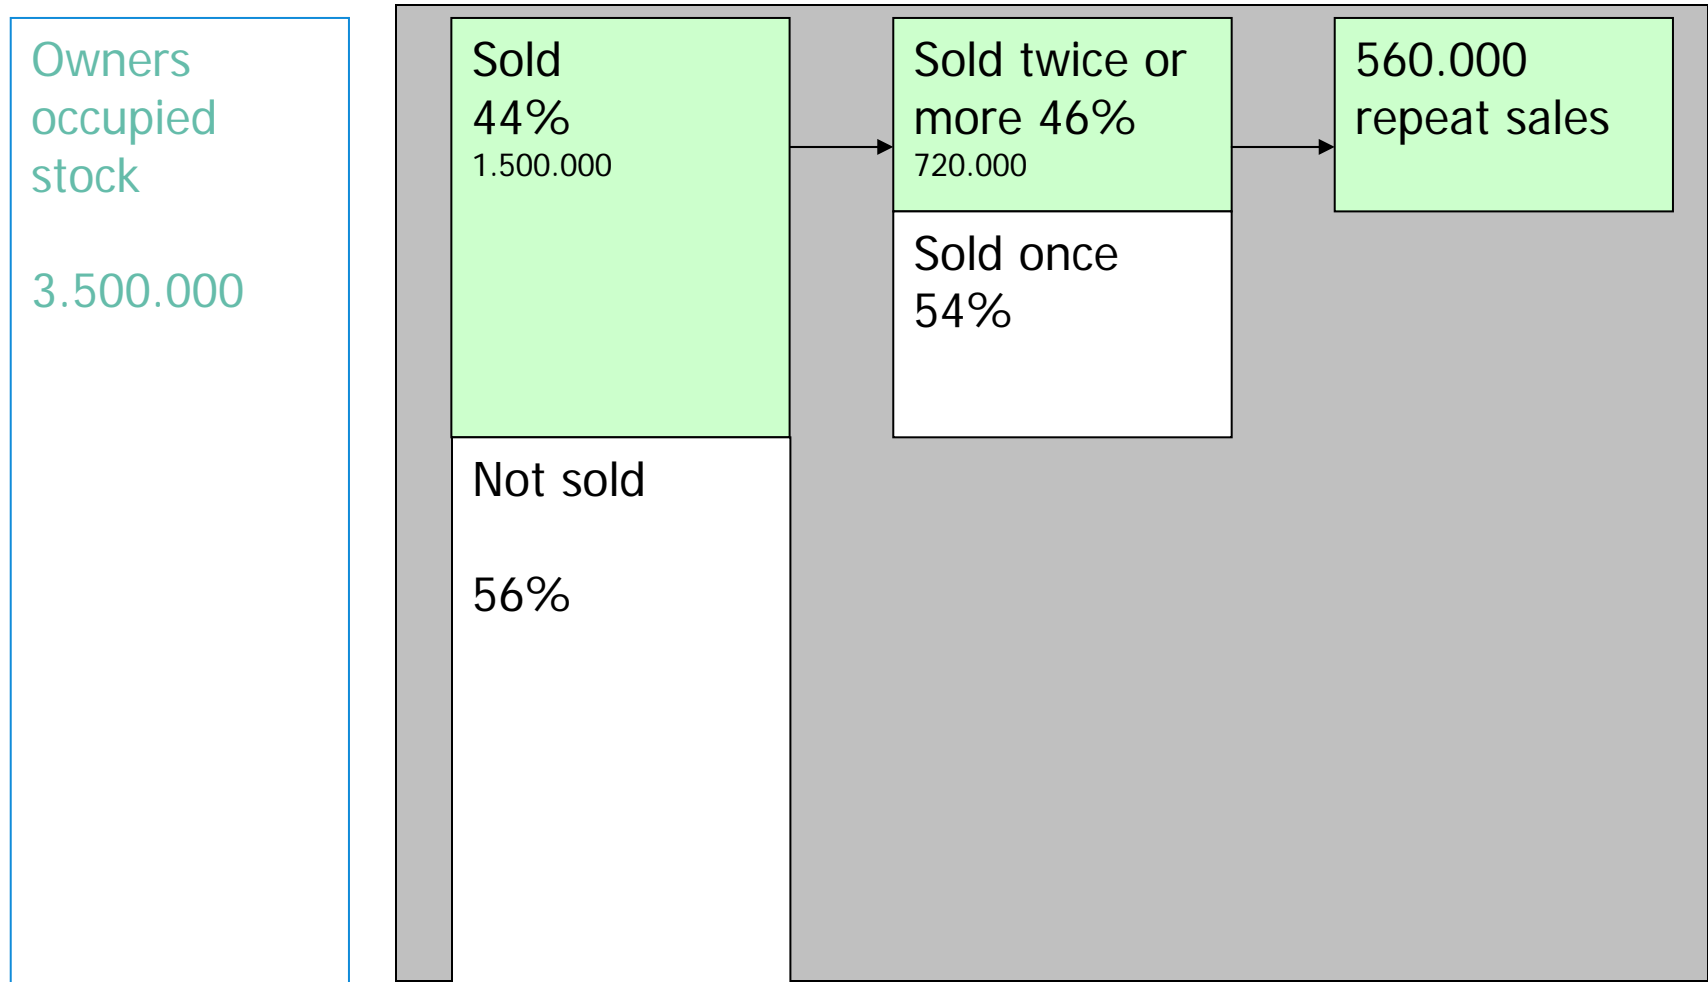 Owners
occupied
stock
3.500.000
Sold
44%
1.500.000
Not sold
56%
Sold twice or
more 46%
720.000
Sold once
54%
560.000
repeat sales